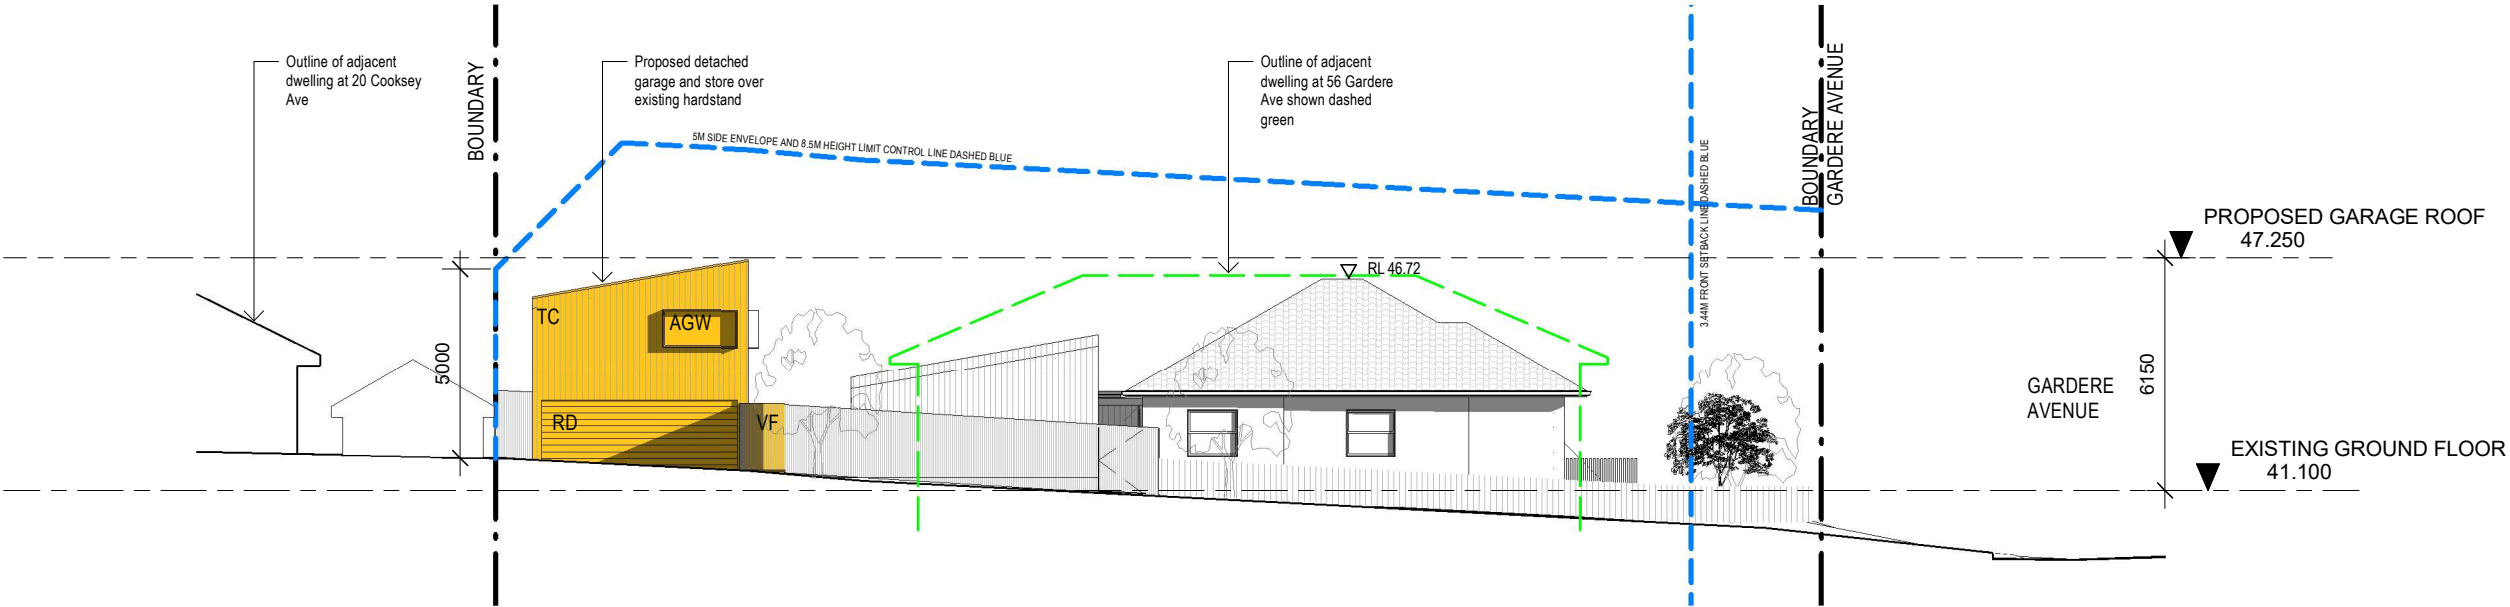 Outline of adjacent
dwelling at 20 Cooksey
Ave
BOUNDARY
Proposed detached
garage and store over
existing hardstand
Outline of adjacent
dwelling at 56 Gardere
Ave shown dashed
green
5M SIDE ENVELOPE AND 8.5M HEIGHT LIMIT CONTROL LINE DASHED BLUE
3.44M FRONT SETBACK LINE DASHED BLUE
BOUNDARY
GARDERE AVENUE
PROPOSED GARAGE ROOF
47.250
RL 46.72
TC
AGW
5000
RD
VF
GARDERE
AVENUE
6150
EXISTING GROUND FLOOR
41.100